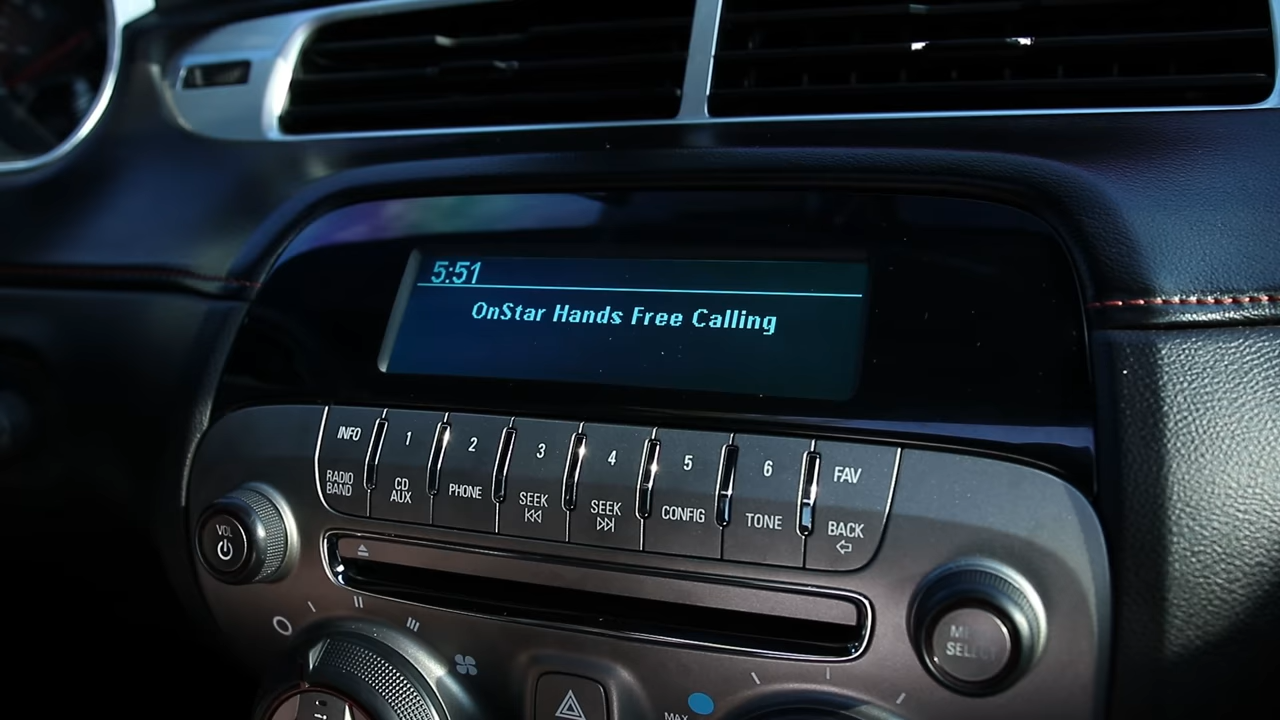 5:51
OnStar Hands Free Calling
INFO 1 2 3 4 5 6 FAV
RADIO BAND
CD AUX
PHONE
SEEK
SEEK
CONFIG
TONE
BACK
VOL
SELECT
MAX